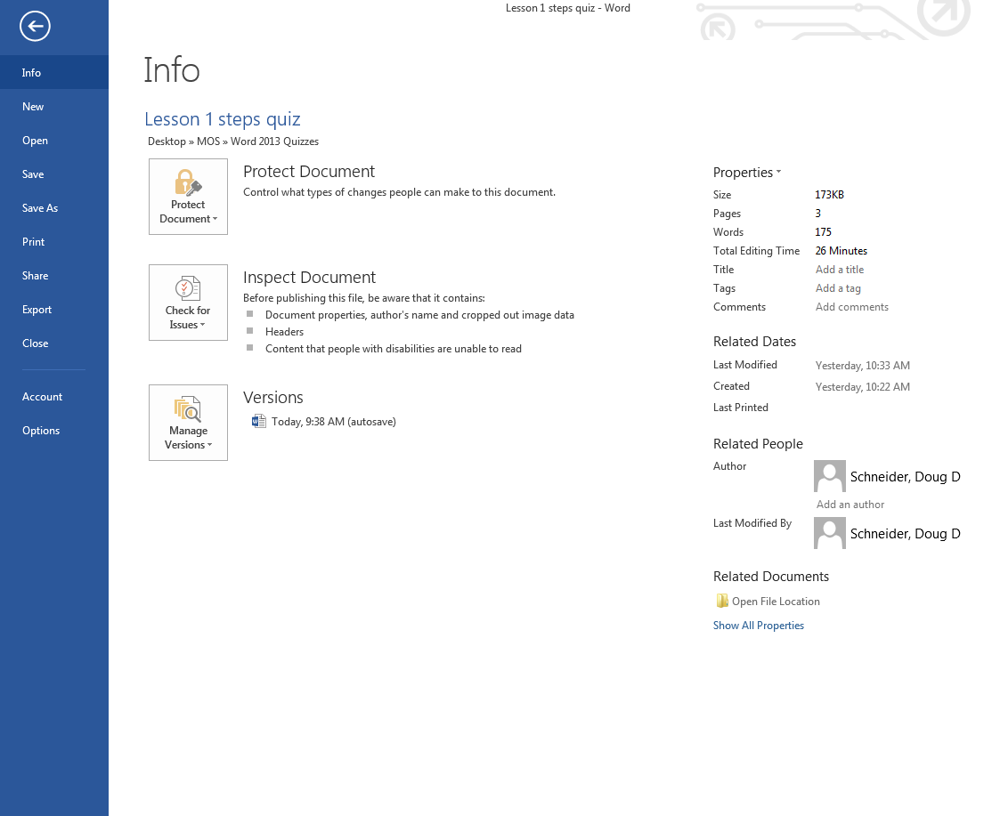 Lesson 1 steps quiz - Word
Info
New
Open
Save
Save As
Print
Share
Export
Close
Account
Options
Info
Lesson 1 steps quiz
Desktop » MOS » Word 2013 Quizzes
Protect
Document
Protect Document
Control what types of changes people can make to this document.
Check for
Issues
Inspect Document
Before publishing this file, be aware that it contains:
Document properties, author's name and cropped out image data
Headers
Content that people with disabilities are unable to read
Manage
Versions
Versions
Today, 9:38 AM (autosave)
Properties
Size 173KB
Pages 3
Words 175
Total Editing Time 26 Minutes
Title Add a title
Tags Add a tag
Comments Add comments
Related Dates
Last Modified Yesterday, 10:33 AM
Created Yesterday, 10:22 AM
Last Printed
Related People
Author Schneider, Doug D
Add an author
Last Modified By Schneider, Doug D
Related Documents
Open File Location
Show All Properties